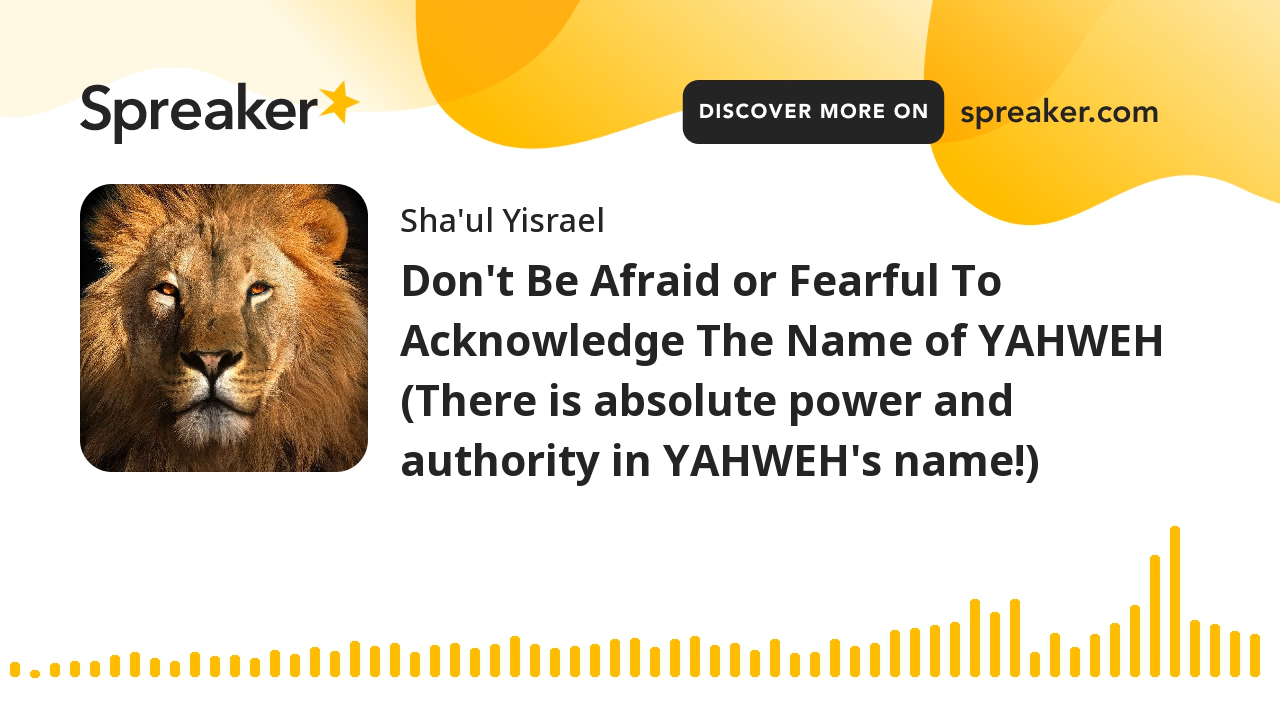 Spreaker
DISCOVER MORE ON
spreaker.com
Sha'ul Yisrael
Don't Be Afraid or Fearful To
Acknowledge The Name of YAHWEH
(There is absolute power and
authority in YAHWEH's name!)